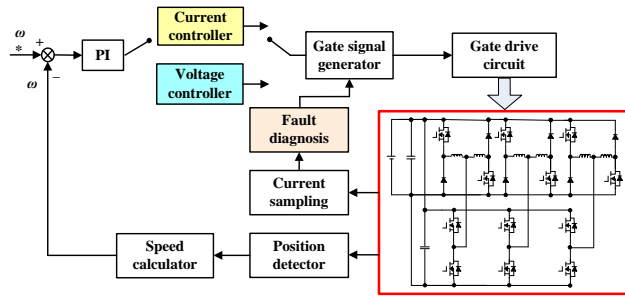 ω
*
+
−
ω
PI
Current
controller
Voltage
controller
Gate signal
generator
Gate drive
circuit
Fault
diagnosis
Current
sampling
Speed
calculator
Position
detector